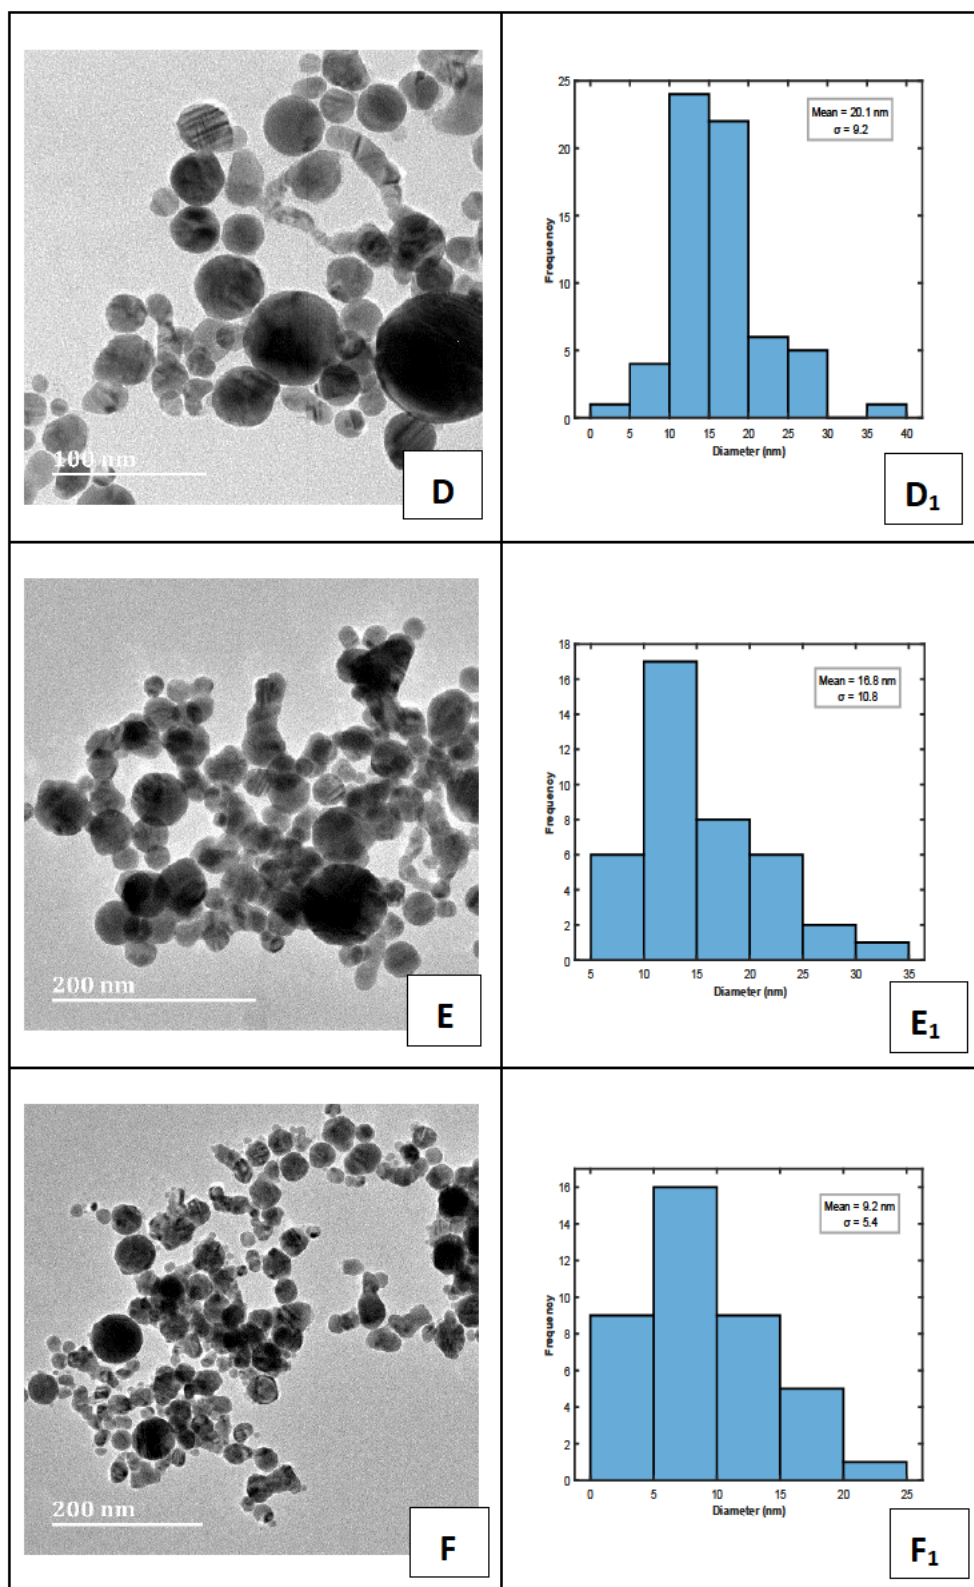 100 nm
D
25
20
15
10
5
0
Frequency
Mean = 20.1 nm
σ = 9.2
0 5 10 15 20 25 30 35 40
Diameter (nm)
D₁
200 nm
E
18
16
14
12
10
8
6
4
2
0
Frequency
Mean = 16.8 nm
σ = 10.8
5 10 15 20 25 30 35
Diameter (nm)
E₁
200 nm
F
16
14
12
10
8
6
4
2
0
Frequency
Mean = 9.2 nm
σ = 5.4
0 5 10 15 20 25
Diameter (nm)
F₁